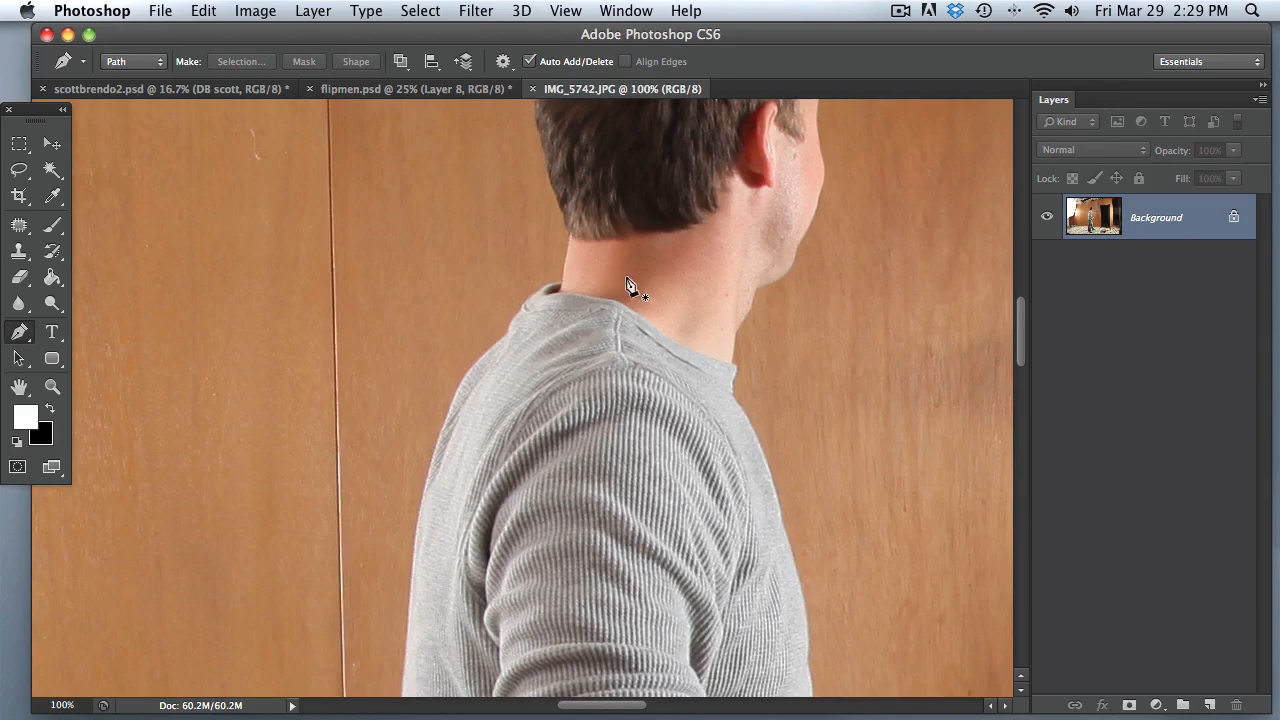 Photoshop File Edit Image Layer Type Select Filter 3D View Window Help Fri Mar 29 2:29 PM
Adobe Photoshop CS6
Path Make: Selection... Mask Shape Auto Add/Delete Align Edges Essentials
scottbrendo2.psd @ 16.7% (DB scott, RGB/8) * flipmen.psd @ 25% (Layer 8, RGB/8) * IMG_5742.JPG @ 100% (RGB/8)
Layers
Kind
Normal Opacity: 100%
Lock: Fill: 100%
Background
100% Doc: 60.2M/60.2M